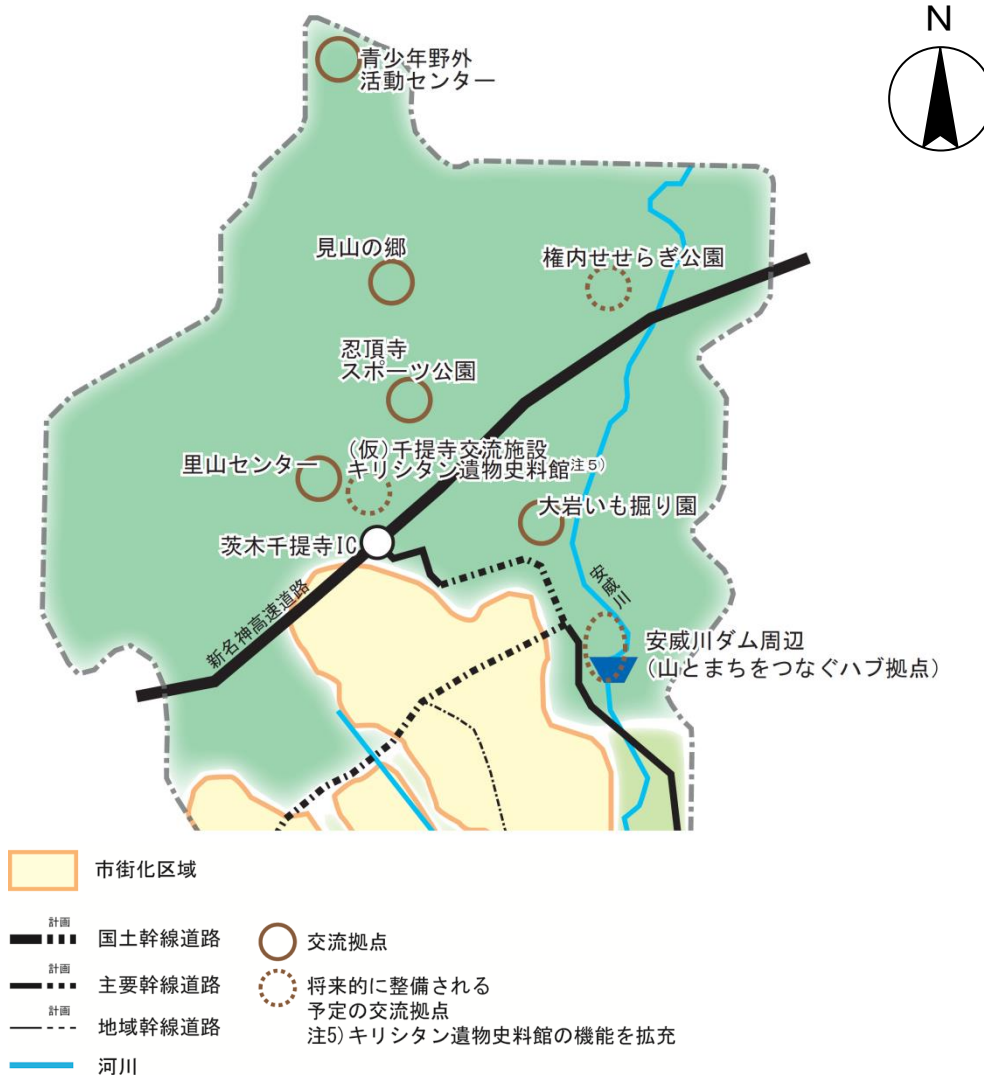 N
青少年野外
活動センター
見山の郷
権内せせらぎ公園
忍頂寺
スポーツ公園
(仮)千提寺交流施設
キリシタン遺物史料館注5)
里山センター
大岩いも掘り園
茨木千提寺IC
新名神高速道路
安威川
安威川ダム周辺
(山とまちをつなぐハブ拠点)
市街化区域
計画
国土幹線道路
計画
主要幹線道路
計画
地域幹線道路
河川
交流拠点
将来的に整備される
予定の交流拠点
注5)キリシタン遺物史料館の機能を拡充